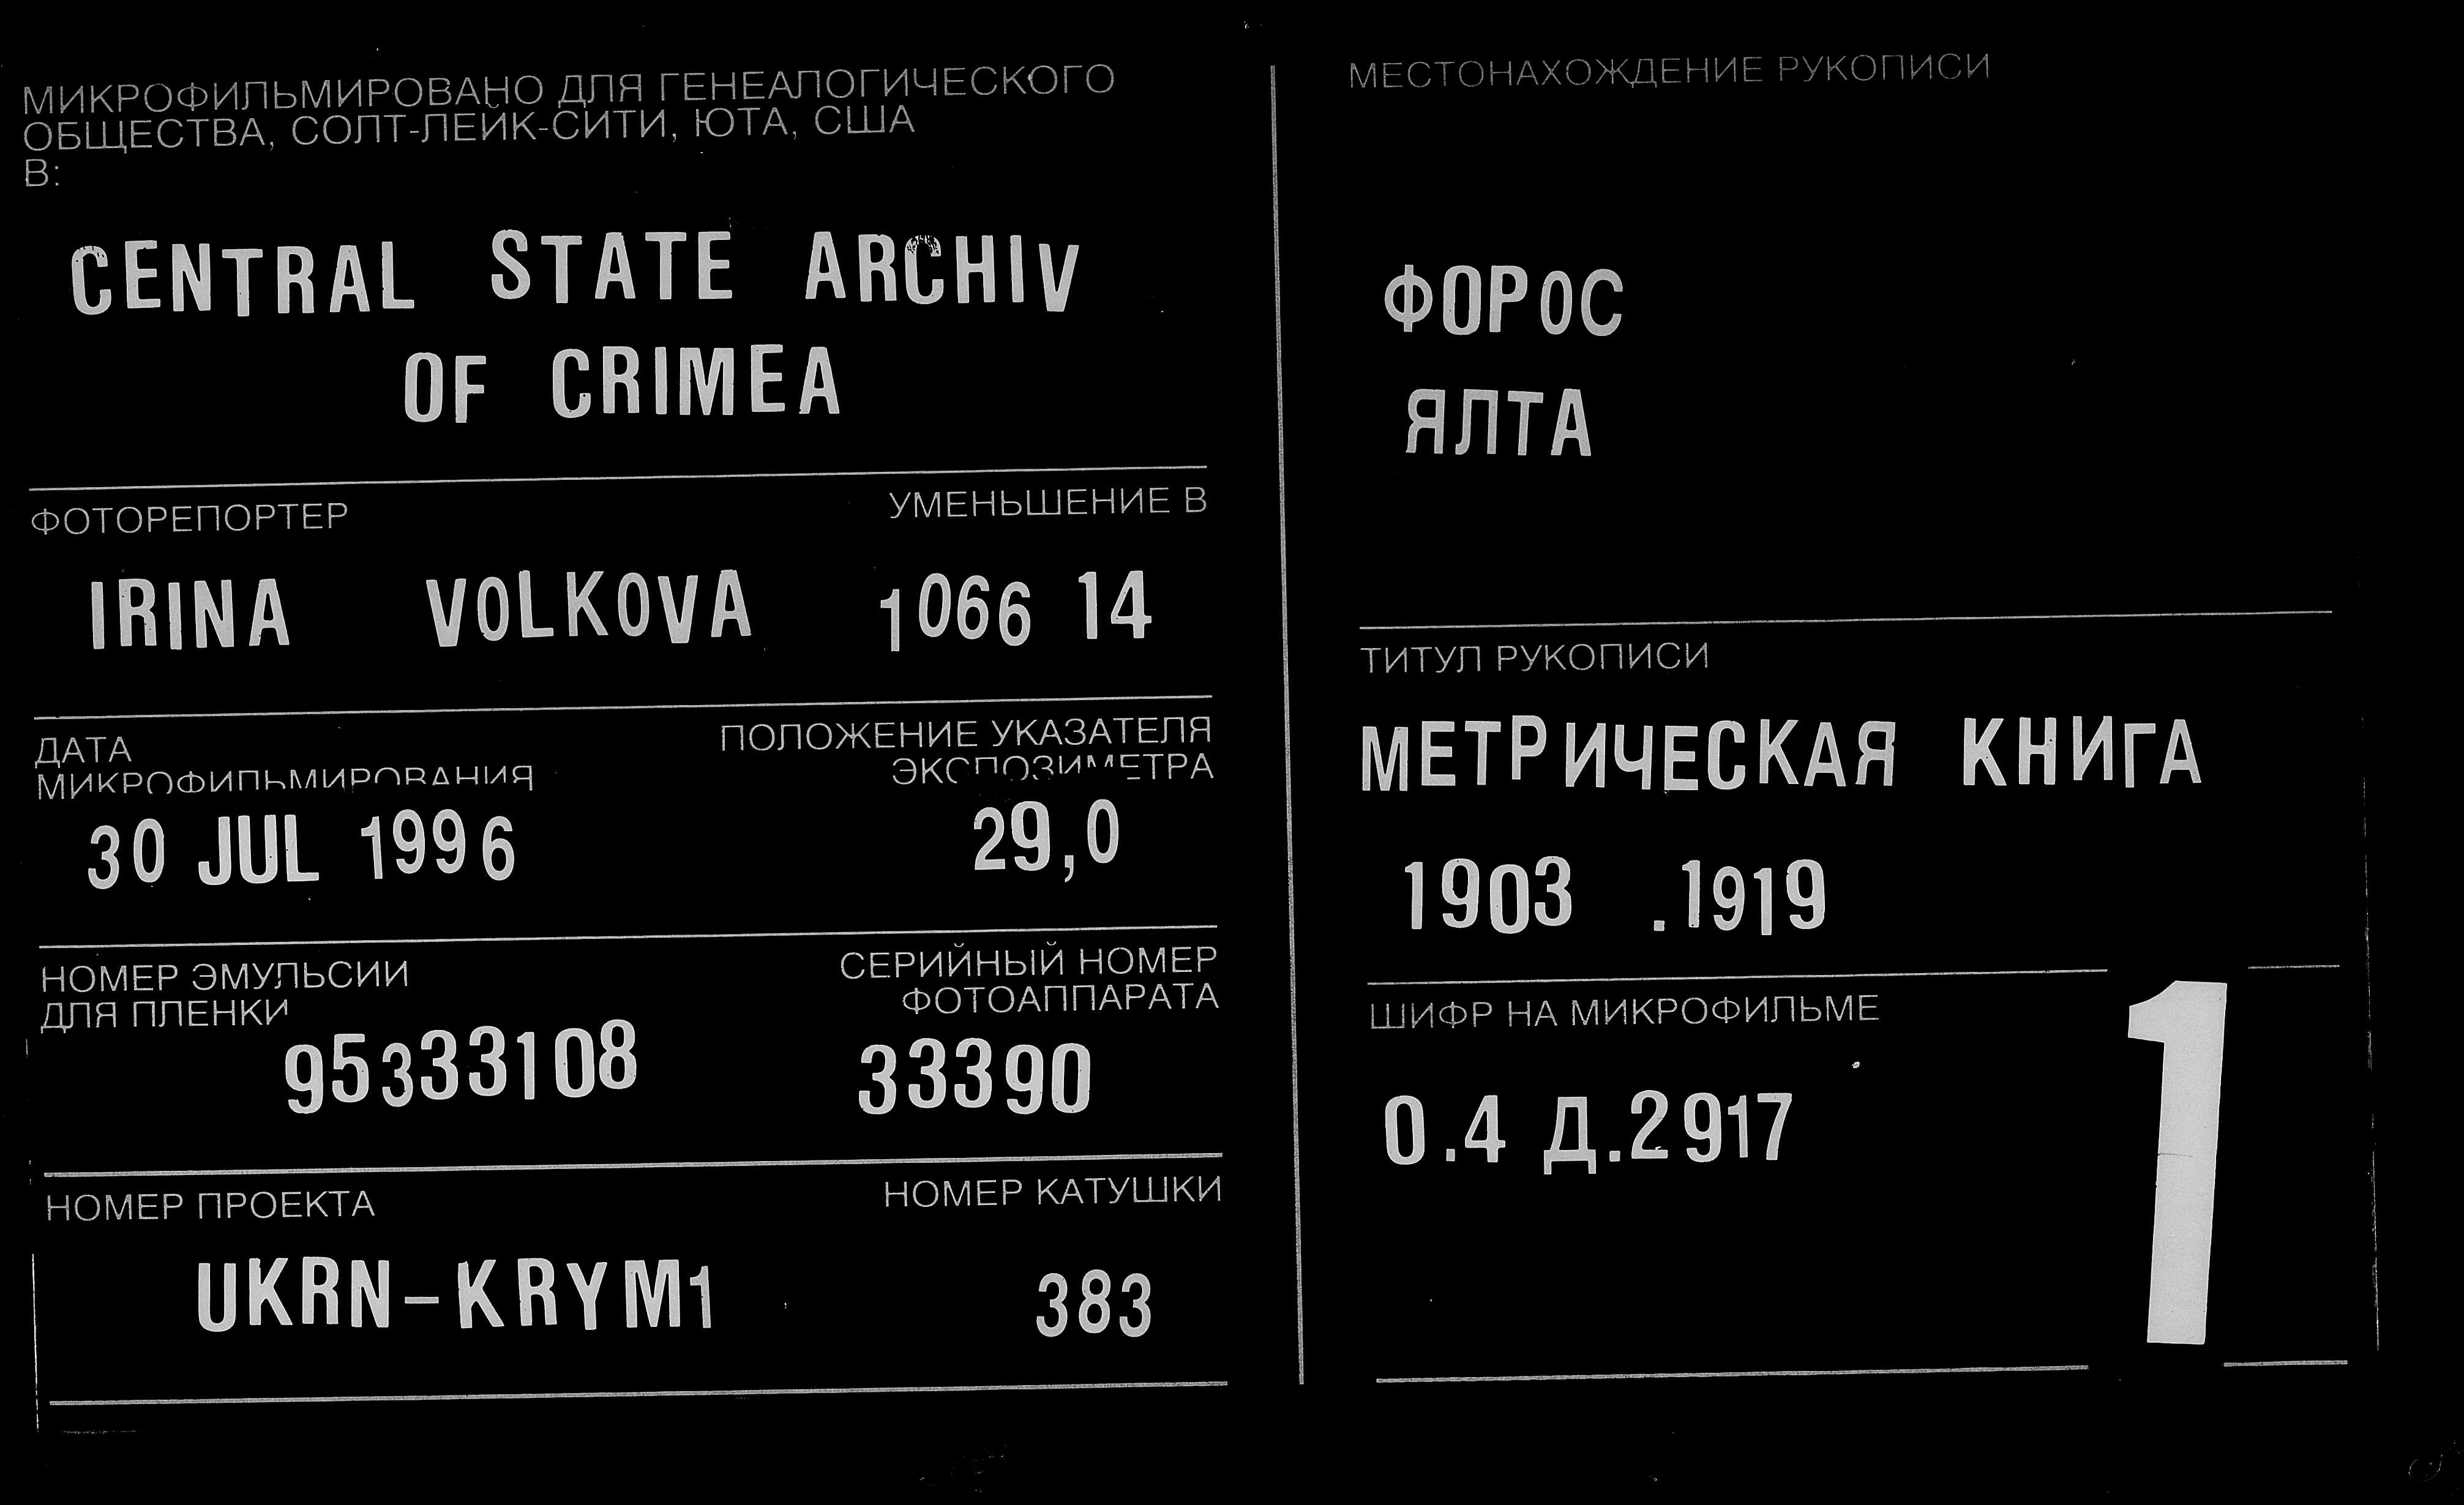 МИКРОФИЛЬМИРОВАНО ДЛЯ ГЕНЕАЛОГИЧЕСКОГО
ОБЩЕСТВА, СОЛТ-ЛЕЙК-СИТИ, ЮТА, США
В:
CENTRAL STATE ARCHIV
OF CRIMEA
ФОТОРЕПОРТЕР УМЕНЬШЕНИЕ В
IRINA VOLKOVA 1066 14
ДАТА
МИКРОФИЛЬМИРОВАНИЯ
ПОЛОЖЕНИЕ УКАЗАТЕЛЯ
ЭКСПОЗИМЕТРА
30 JUL 1996 29,0
НОМЕР ЭМУЛЬСИИ
ДЛЯ ПЛЕНКИ
СЕРИЙНЫЙ НОМЕР
ФОТОАППАРАТА
95333108 33390
НОМЕР ПРОЕКТА НОМЕР КАТУШКИ
UKRN-KRYM1 383
МЕСТОНАХОЖДЕНИЕ РУКОПИСИ
ФОРОС
ЯЛТА
ТИТУЛ РУКОПИСИ
МЕТРИЧЕСКАЯ КНИГА
1903 .1919
ШИФР НА МИКРОФИЛЬМЕ
О.4 Д.2917
1